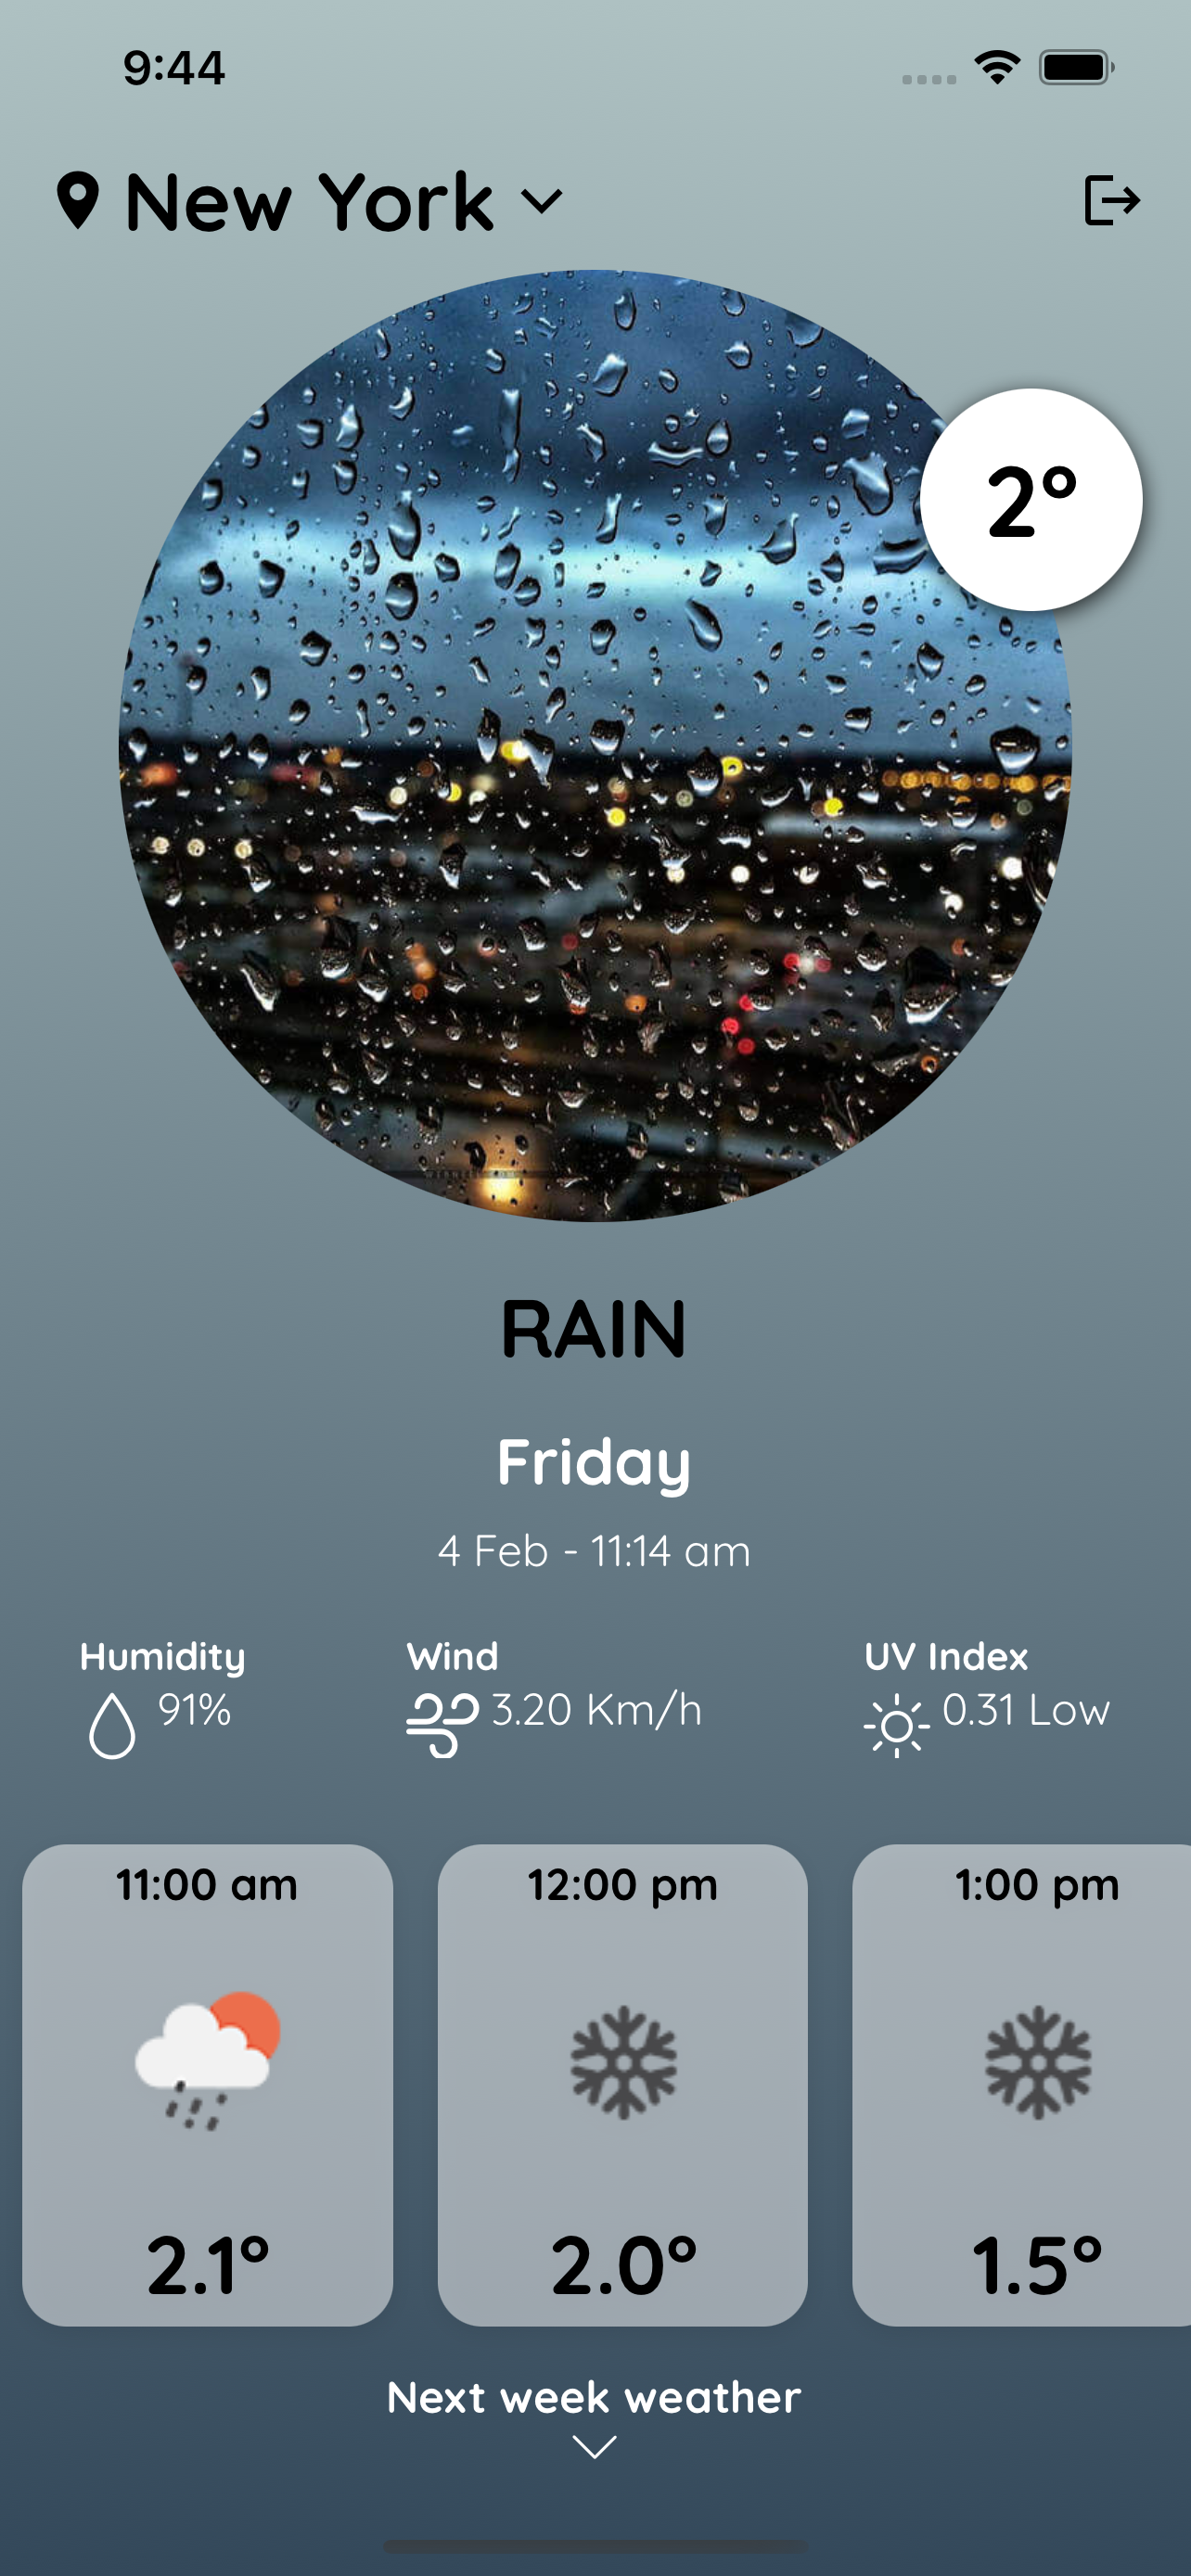 9:44
New York
2°
RAIN
Friday
4 Feb - 11:14 am
Humidity Wind UV Index
91% 3.20 Km/h 0.31 Low
11:00 am 12:00 pm 1:00 pm
2.1° 2.0° 1.5°
Next week weather